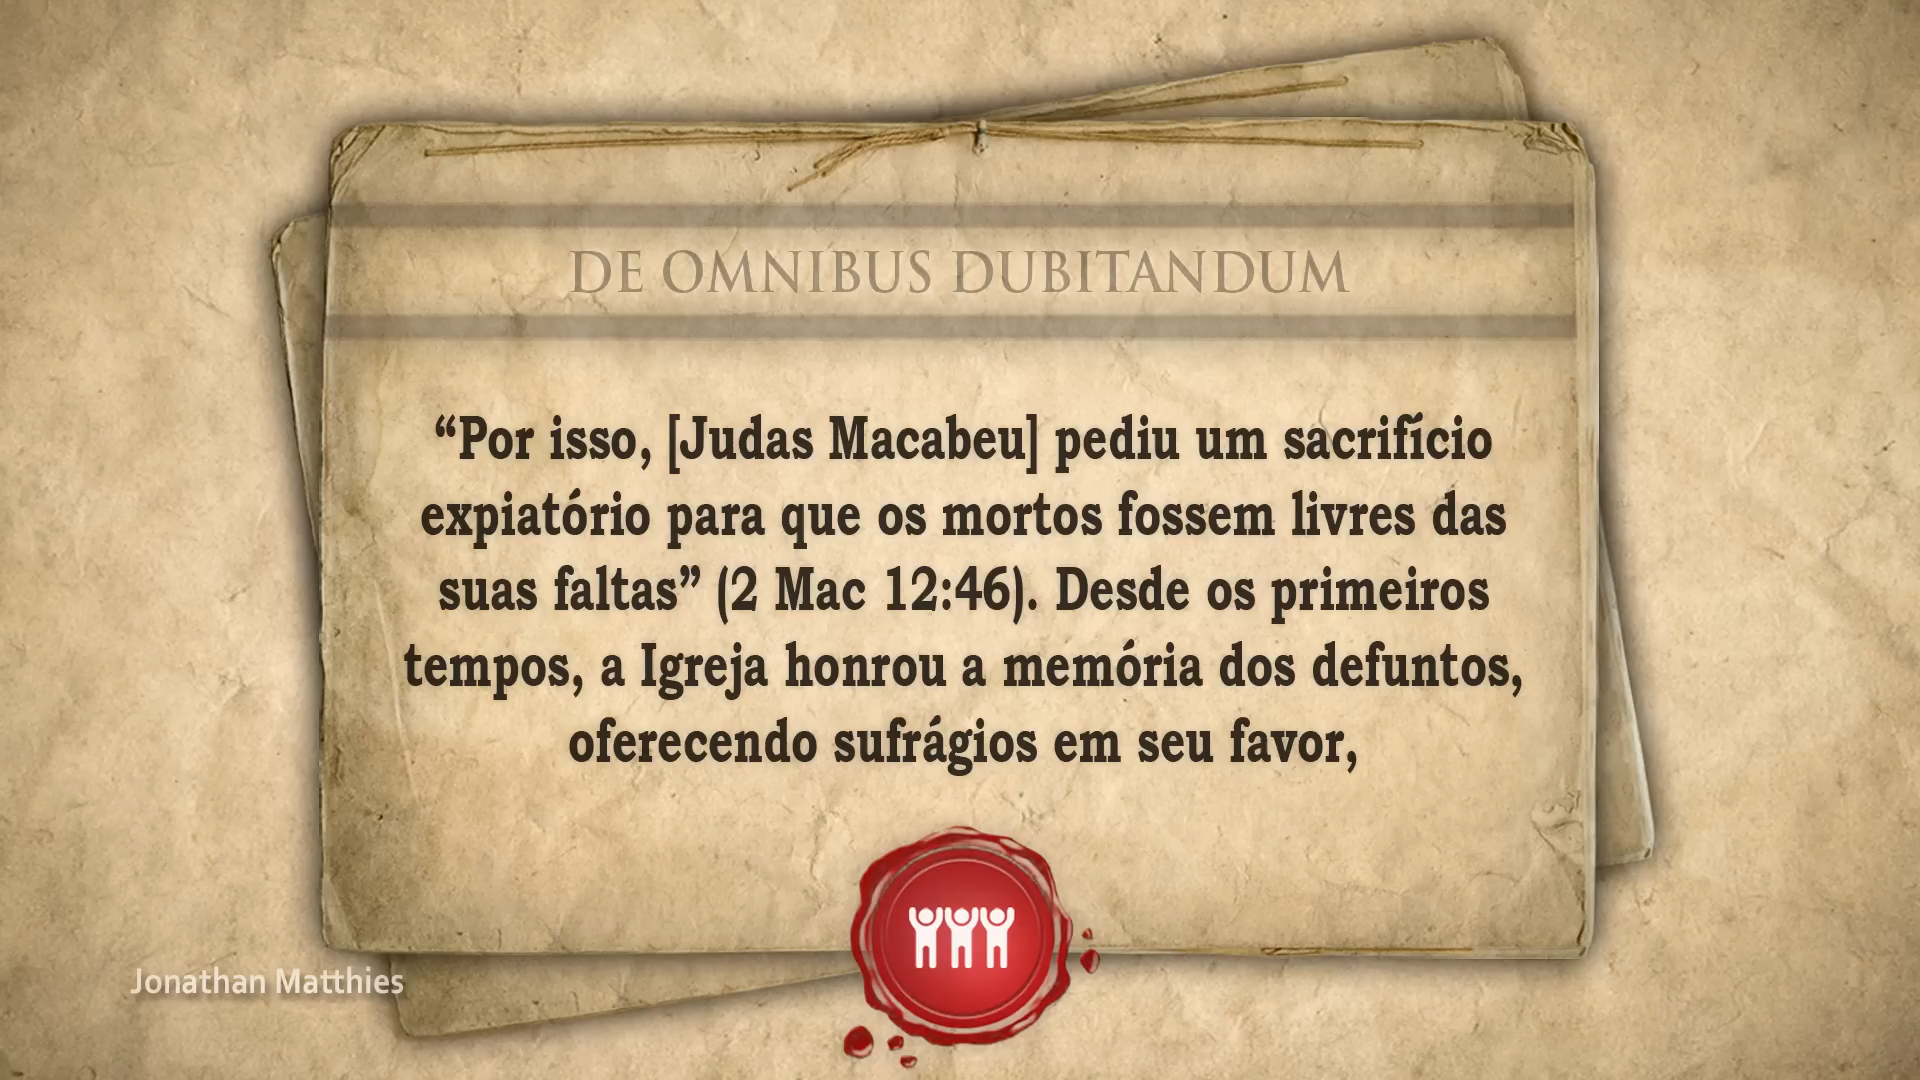 DE OMNIBUS DUBITANDUM
“Por isso, [Judas Macabeu] pediu um sacrifício
expiatório para que os mortos fossem livres das
suas faltas” (2 Mac 12:46). Desde os primeiros
tempos, a Igreja honrou a memória dos defuntos,
oferecendo sufrágios em seu favor,
Jonathan Matthies